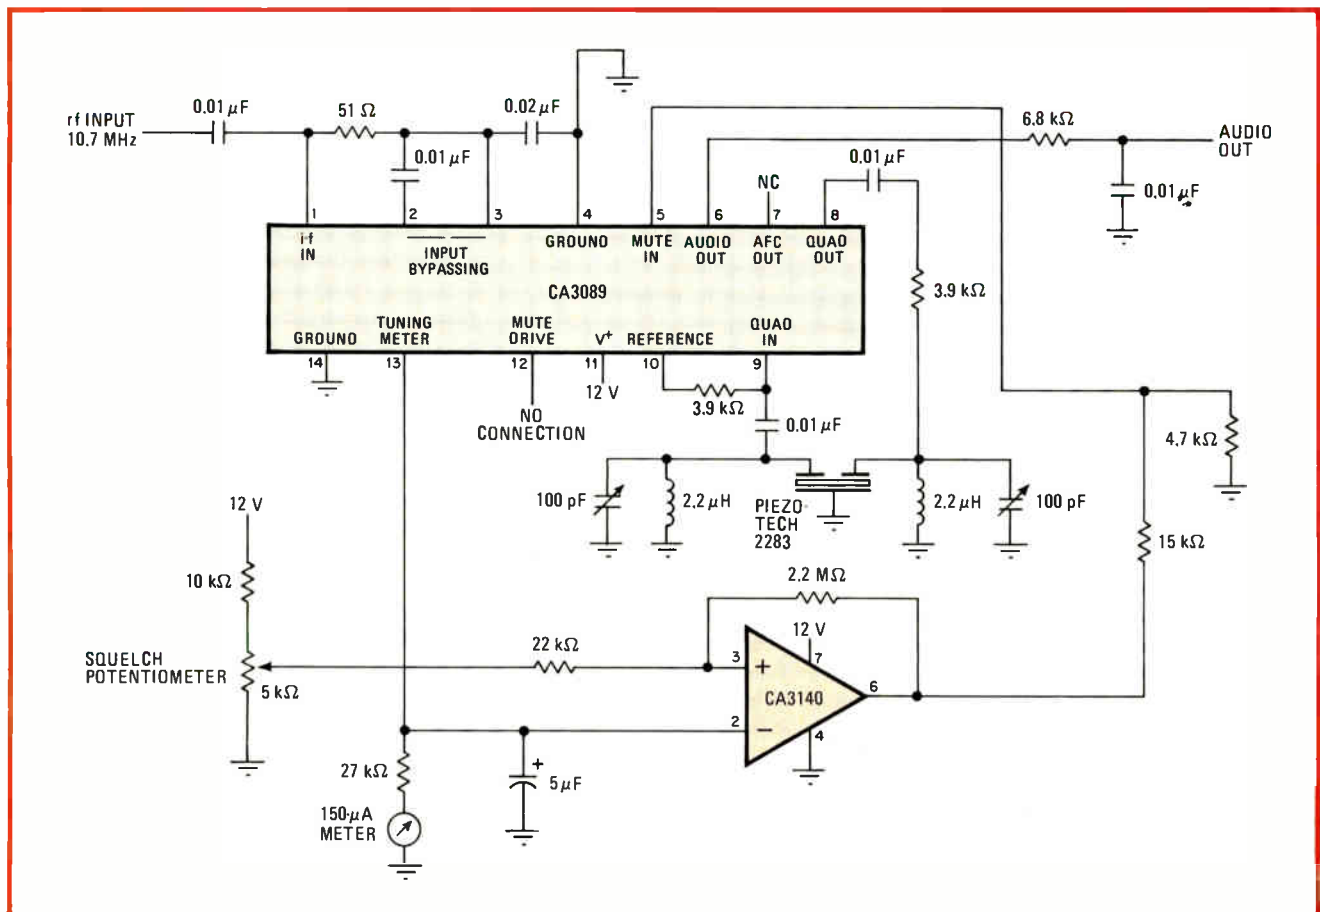 rf INPUT
10.7 MHz
0.01 μF
51 Ω
0.02 μF
0.01 μF
6.8 kΩ
AUDIO
OUT
0.01 μF
0.01 μF
NC
1
2
3
4
5
6
7
8
i-f
IN
INPUT
BYPASSING
GROUND
MUTE
IN
AUDIO
OUT
AFC
OUT
QUAD
OUT
CA3089
3.9 kΩ
GROUND
TUNING
METER
MUTE
DRIVE
V+
REFERENCE
QUAD
IN
14
13
12
11
10
9
12 V
NO
CONNECTION
3.9 kΩ
0.01 μF
4.7 kΩ
100 pF
2.2 μH
PIEZO
TECH
2283
2.2 μH
100 pF
15 kΩ
12 V
10 kΩ
2.2 MΩ
SQUELCH
POTENTIOMETER
5 kΩ
22 kΩ
12 V
3
+
7
CA3140
6
2
−
4
27 kΩ
+
5 μF
150-μA
METER